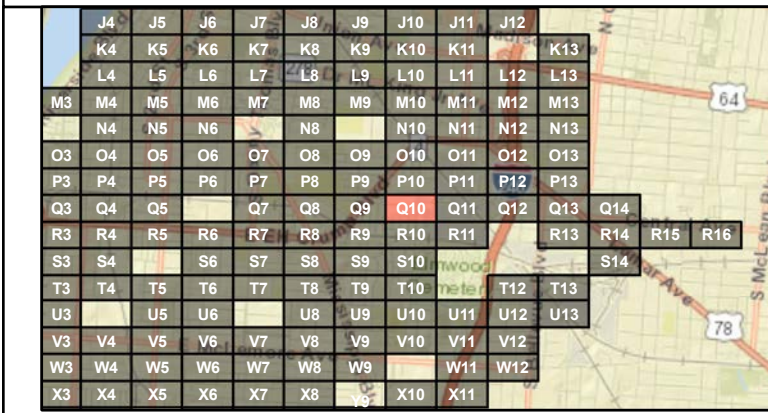 J4 J5 J6 J7 J8 J9 J10 J11 J12
K4 K5 K6 K7 K8 K9 K10 K11 K13
L4 L5 L6 L7 L8 L9 L10 L11 L12 L13
M3 M4 M5 M6 M7 M8 M9 M10 M11 M12 M13
64
N4 N5 N6 N8 N10 N11 N12 N13
O3 O4 O5 O6 O7 O8 O9 O10 O11 O12 O13
P3 P4 P5 P6 P7 P8 P9 P10 P11 P12 P13
Q3 Q4 Q5 Q7 Q8 Q9 Q10 Q11 Q12 Q13 Q14
R3 R4 R5 R6 R7 R8 R9 R10 R11 R13 R14 R15 R16
S McLean
S3 S4 S6 S7 S8 S9 S10 S14
T3 T4 T5 T6 T7 T8 T9 T10 T12 T13
U3 U5 U6 U8 U9 U10 U11 U12 U13
78
V3 V4 V5 V6 V7 V8 V9 V10 V11 V12
W3 W4 W5 W6 W7 W8 W9 W11 W12
X3 X4 X5 X6 X7 X8 X10 X11
Y9